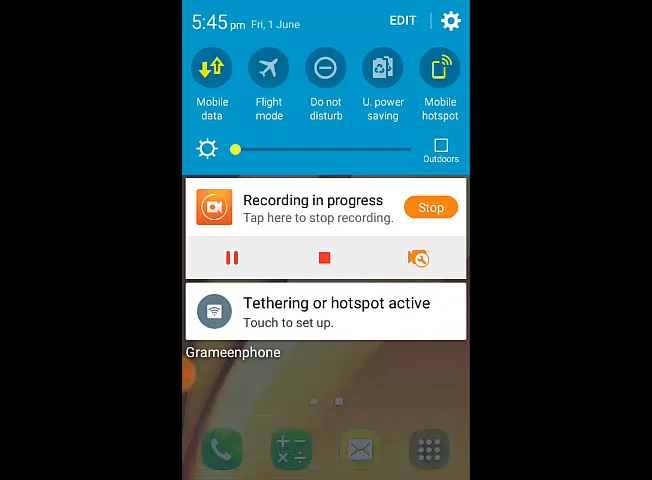 5:45 pm Fri, 1 June EDIT
Mobile data
Flight mode
Do not disturb
U. power saving
Mobile hotspot
Outdoors
Recording in progress
Tap here to stop recording.
Stop
Tethering or hotspot active
Touch to set up.
Grameenphone